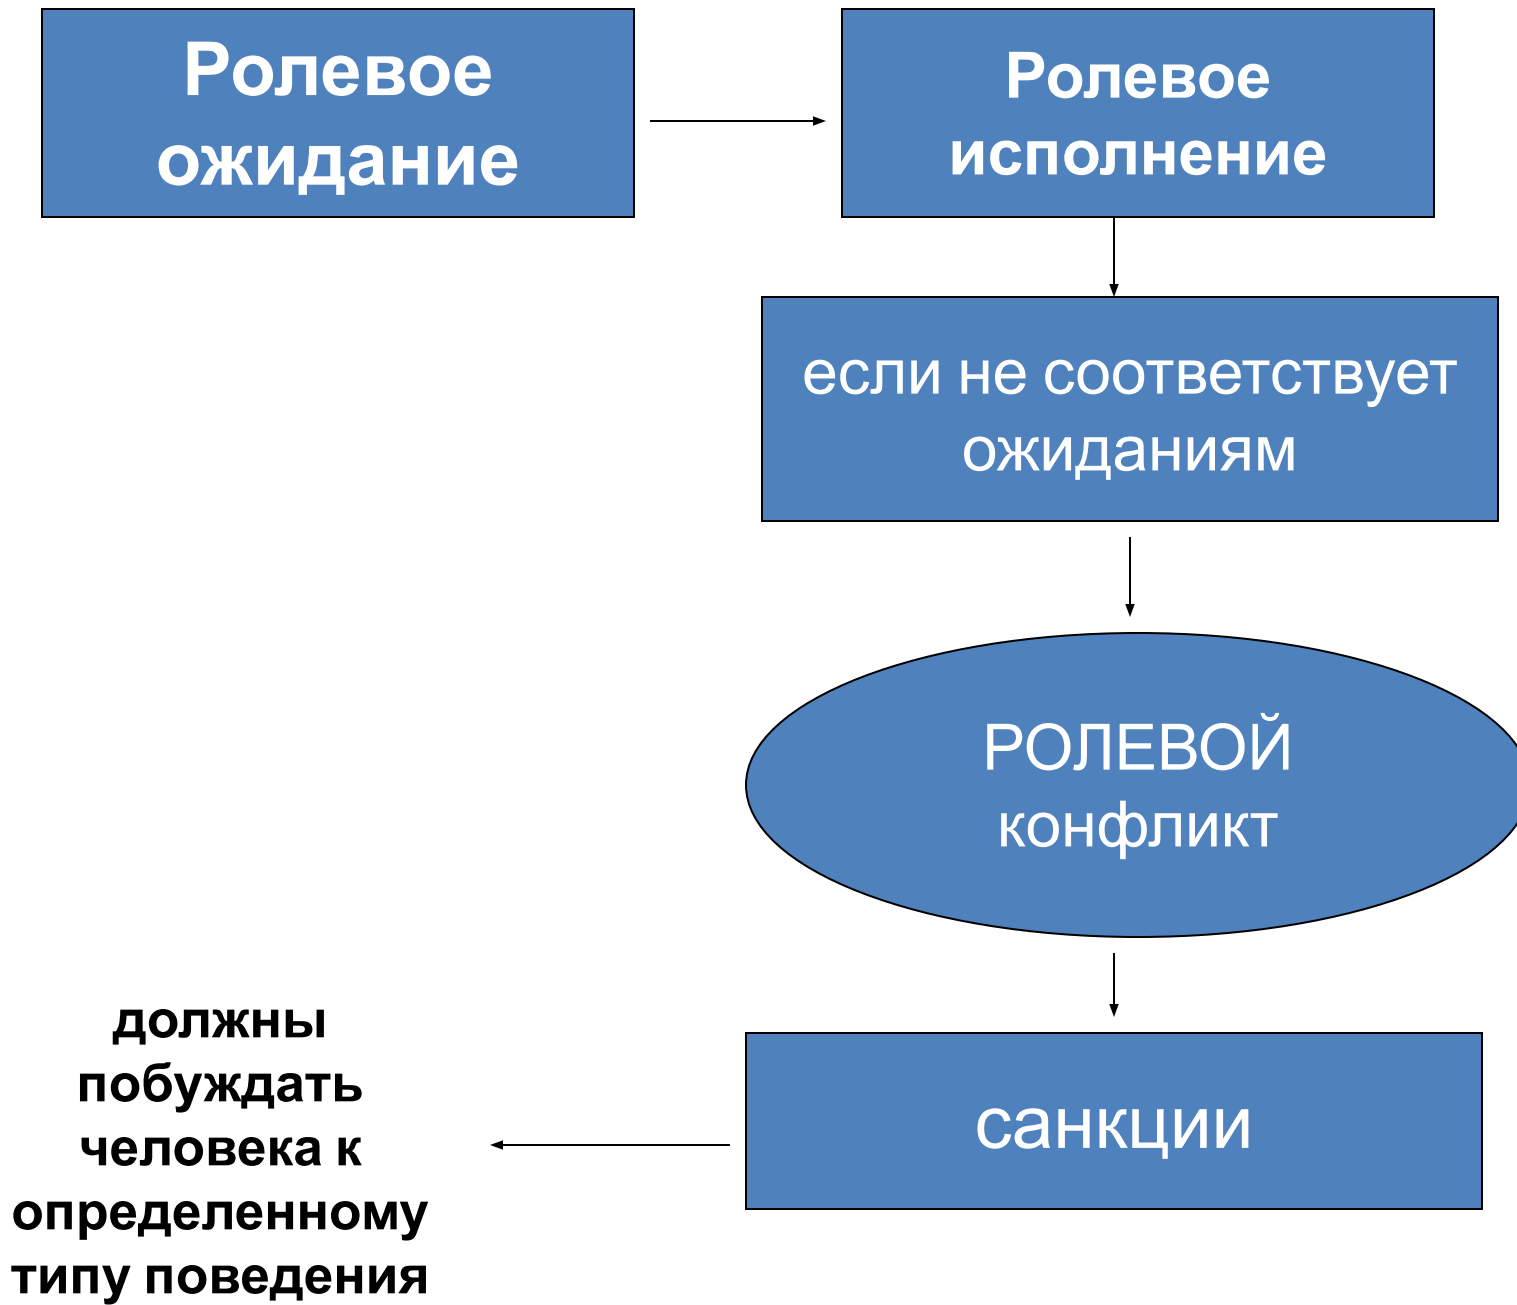 Ролевое
ожидание
Ролевое
исполнение
если не соответствует
ожиданиям
РОЛЕВОЙ
конфликт
санкции
должны
побуждать
человека к
определенному
типу поведения